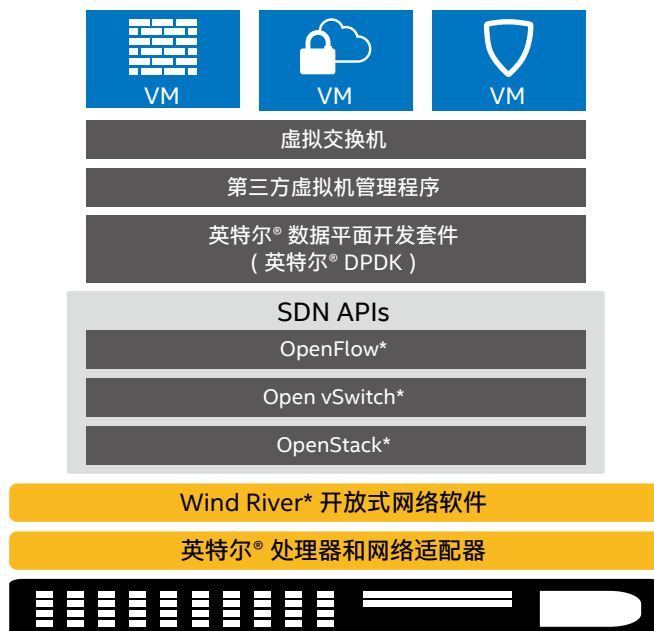 VM
VM
VM
虚拟交换机
第三方虚拟机管理程序
英特尔® 数据平面开发套件
(英特尔® DPDK)
SDN APIs
OpenFlow*
Open vSwitch*
OpenStack*
Wind River* 开放式网络软件
英特尔® 处理器和网络适配器